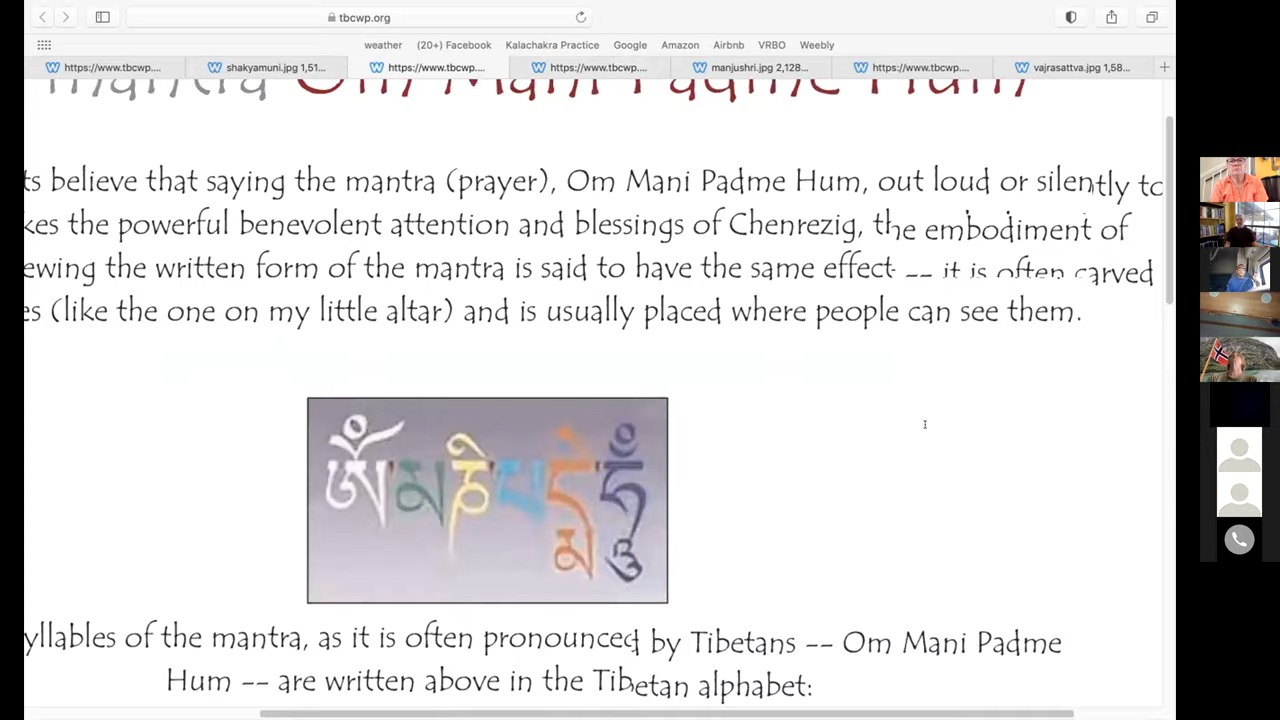 tbcwp.org
weather (20+) Facebook Kalachakra Practice Google Amazon Airbnb VRBO Weebly
https://www.tbcwp.... shakyamuni.jpg 1,51... https://www.tbcwp.... https://www.tbcwp.... manjushri.jpg 2,128... https://www.tbcwp.... vajrasattva.jpg 1,58...
mantra Om Mani Padme Hum
ts believe that saying the mantra (prayer), Om Mani Padme Hum, out loud or silently to
kes the powerful benevolent attention and blessings of Chenrezig, the embodiment of
ewing the written form of the mantra is said to have the same effect -- it is often carved
es (like the one on my little altar) and is usually placed where people can see them.
ༀ་མ་ཎི་པ་དྨེ་ཧཱུྃ
yllables of the mantra, as it is often pronounced by Tibetans -- Om Mani Padme
Hum -- are written above in the Tibetan alphabet: